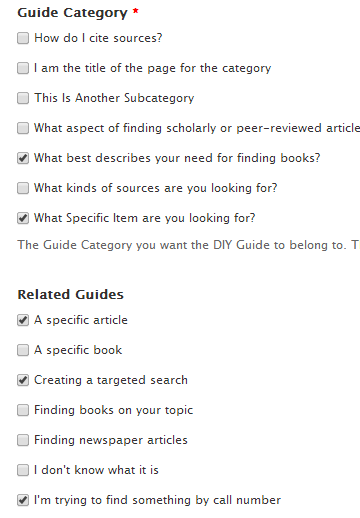 Guide Category *
How do I cite sources?
I am the title of the page for the category
This Is Another Subcategory
What aspect of finding scholarly or peer-reviewed article
What best describes your need for finding books?
What kinds of sources are you looking for?
What Specific Item are you looking for?
The Guide Category you want the DIY Guide to belong to. T
Related Guides
A specific article
A specific book
Creating a targeted search
Finding books on your topic
Finding newspaper articles
I don't know what it is
I'm trying to find something by call number